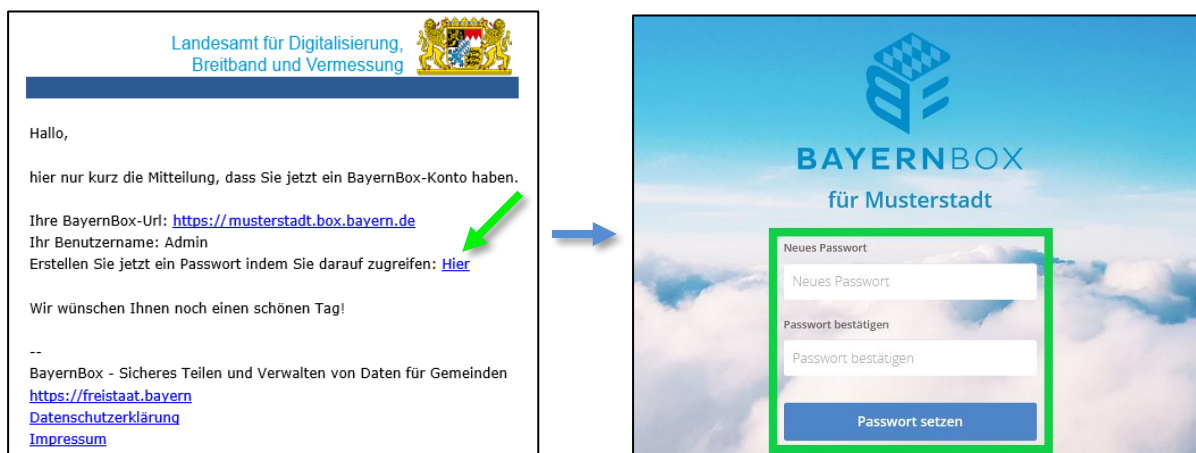 Landesamt für Digitalisierung,
Breitband und Vermessung
Hallo,
hier nur kurz die Mitteilung, dass Sie jetzt ein BayernBox-Konto haben.
Ihre BayernBox-Url: https://musterstadt.box.bayern.de
Ihr Benutzername: Admin
Erstellen Sie jetzt ein Passwort indem Sie darauf zugreifen: Hier
Wir wünschen Ihnen noch einen schönen Tag!
--
BayernBox - Sicheres Teilen und Verwalten von Daten für Gemeinden
https://freistaat.bayern
Datenschutzerklärung
Impressum
BAYERNBOX
für Musterstadt
Neues Passwort
Neues Passwort
Passwort bestätigen
Passwort bestätigen
Passwort setzen